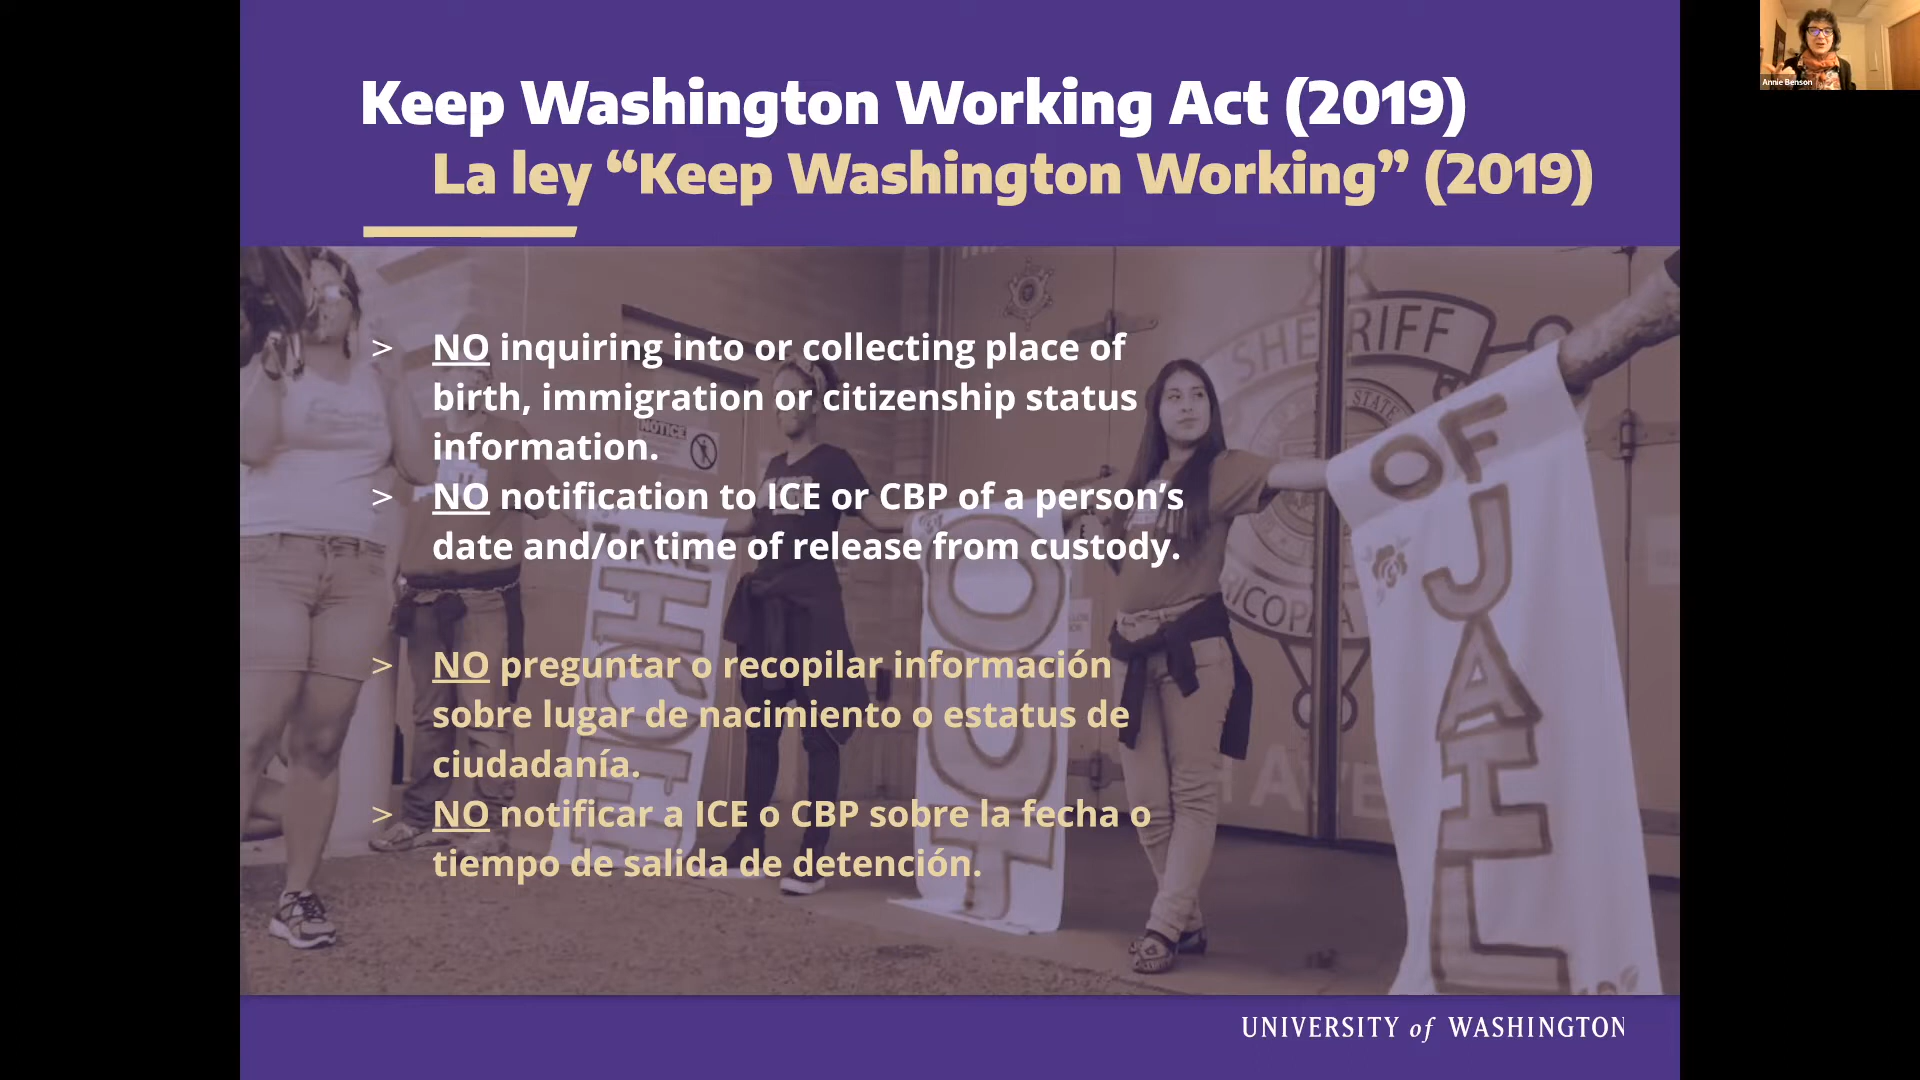 Keep Washington Working Act (2019)
La ley “Keep Washington Working” (2019)
> NO inquiring into or collecting place of
birth, immigration or citizenship status
information.
> NO notification to ICE or CBP of a person’s
date and/or time of release from custody.
> NO preguntar o recopilar información
sobre lugar de nacimiento o estatus de
ciudadanía.
> NO notificar a ICE o CBP sobre la fecha o
tiempo de salida de detención.
NOTICE
SHERIFF
STATE
OUT
OF
JAIL
UNIVERSITY of WASHINGTON
Annie Benson